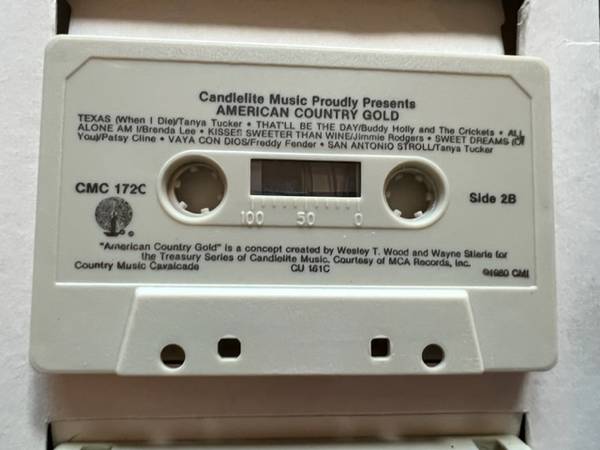 Candlelite Music Proudly Presents
AMERICAN COUNTRY GOLD
TEXAS (When I Die)/Tanya Tucker • THAT'LL BE THE DAY/Buddy Holly and The Crickets • ALL
ALONE AM I/Brenda Lee • KISSES SWEETER THAN WINE/Jimmie Rodgers • SWEET DREAMS (Of
You)/Patsy Cline • VAYA CON DIOS/Freddy Fender • SAN ANTONIO STROLL/Tanya Tucker
CMC 172C
Side 2B
100 50 0
"American Country Gold" is a concept created by Wesley T. Wood and Wayne Stierle for
the Treasury Series of Candlelite Music. Courtesy of MCA Records, Inc.
Country Music Cavalcade CU 161C ℗1980 CMI